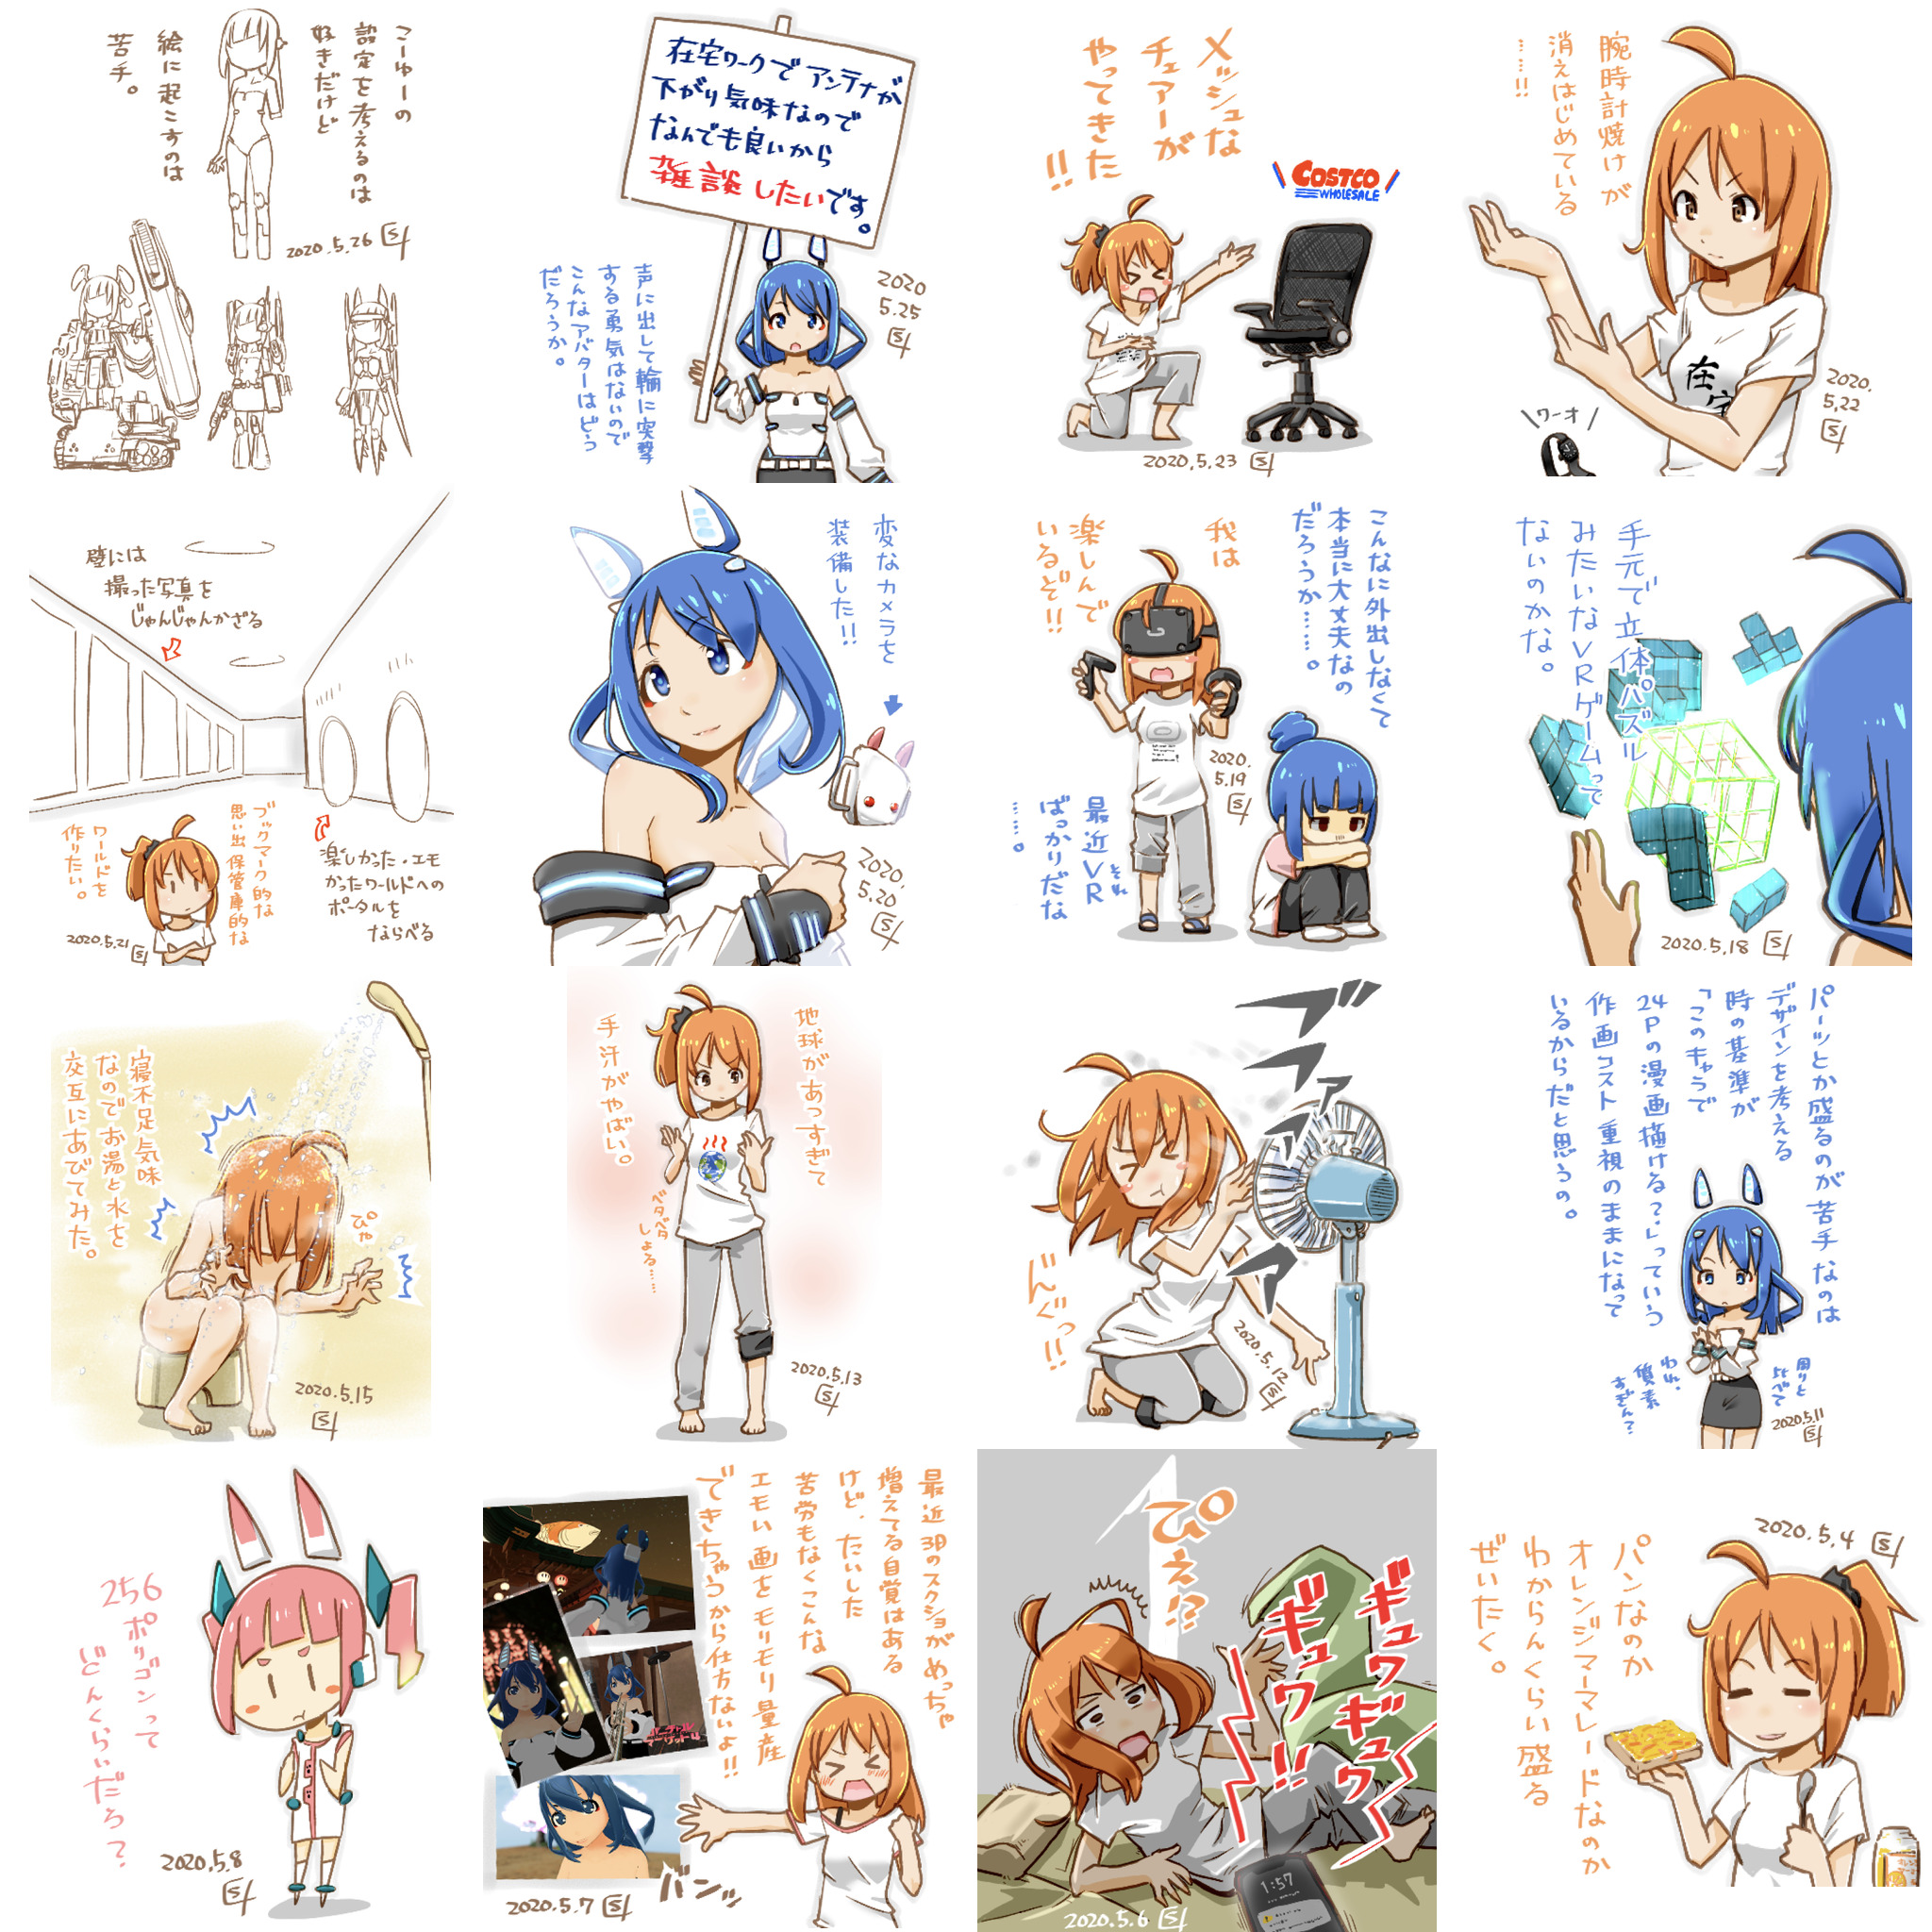 こーゆーの
設定を考えるのは
好きだけど
絵に起こすのは
苦手。
2020.5.26
在宅ワークでアンテナが
下がり気味なので
なんでも良いから
雑談したいです。
声に出して輪に突撃
する勇気はないので
こんなアバターはどう
だろうか。
2020
5.25
メッシュな
チェアーが
やってきた
!!
COSTCO
WHOLESALE
2020.5.23
腕時計焼けが
消えはじめている
……!!
在宅
＼ワーオ／
2020.
5.22
壁には
撮った写真を
じゃんじゃんかざる
ブックマーク的な
思い出保管庫的な
ワールドを
作りたい。
楽しかった・エモ
かったワールドへの
ポータルを
ならべる
2020.5.21
変なカメラを
装備した!!
2020.
5.20
こんなに外出しなくて
本当に大丈夫なの
だろうか……。
我は
楽しんで
いるぞ!!
2020.
5.19
最近VR
ばっかりだな
……。
手元で立体パズル
みたいなVRゲームって
ないのかな。
2020.5.18
寝不足気味
なのでお湯と水を
交互にあびてみた。
ぴゃ
2020.5.15
地球があっすぎて
手汗がやばい。
ベタベタ
しよる……
2020.5.13
ブファァァ
んぐっ!!
2020.5.12
パーツとか盛るのが苦手なのは
デザインを考える
時の基準が
「このキャラで
24Pの漫画描ける?」っていう
作画コスト重視のままになって
いるからだと思うの。
周りと
比べて
われ、
質素
すぎん?
2020.5.11
256ポリゴンって
どんくらいだろ?
2020.5.8
最近3Dのスクショがめっちゃ
増えてる自覚はある
けど、たいした
苦労もなくこんな
エモい画をモリモリ量産
できちゃうから仕方ないよ!!
バーチャル
マーケット4
バンッ
2020.5.7
ぴえ!?
ギュワギュワ
ギュワ!!
1:57
2020.5.6
2020.5.4
パンなのか
オレンジマーマレードなのか
わからんくらい盛る
ぜいたく。